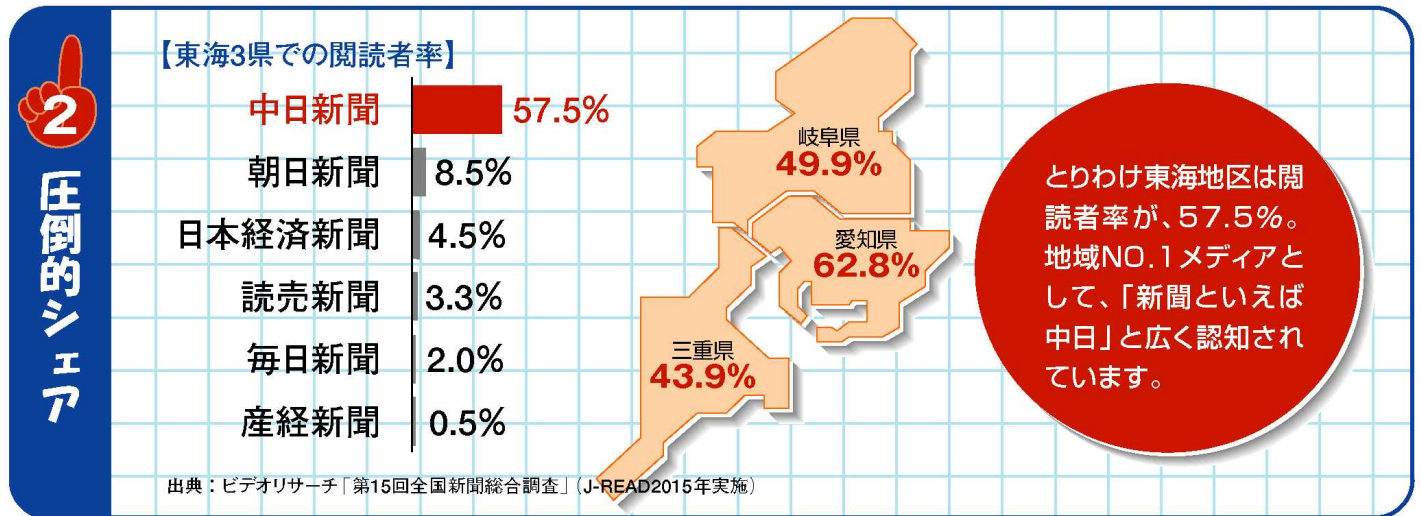 2
圧倒的シェア
【東海3県での閲読者率】
中日新聞 57.5%
朝日新聞 8.5%
日本経済新聞 4.5%
読売新聞 3.3%
毎日新聞 2.0%
産経新聞 0.5%
岐阜県
49.9%
愛知県
62.8%
三重県
43.9%
とりわけ東海地区は閲
読者率が、57.5%。
地域NO.1メディアと
して、「新聞といえば
中日」と広く認知され
ています。
出典：ビデオリサーチ「第15回全国新聞総合調査」（J-READ2015年実施）